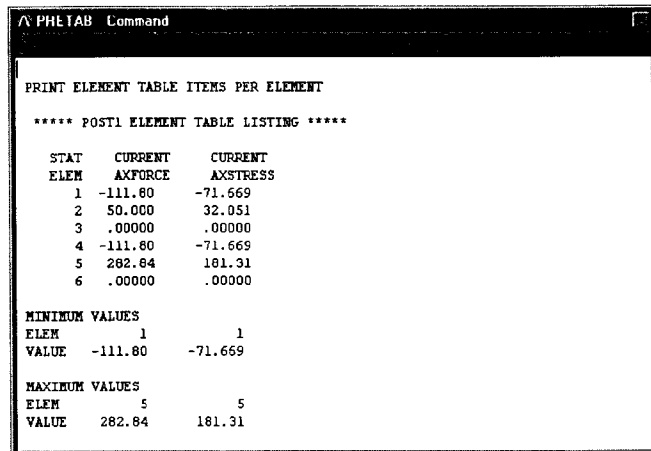 PRETAB Command
PRINT ELEMENT TABLE ITEMS PER ELEMENT
***** POST1 ELEMENT TABLE LISTING *****
STAT CURRENT CURRENT
ELEM AXFORCE AXSTRESS
1 -111.80 -71.669
2 50.000 32.051
3 .00000 .00000
4 -111.80 -71.669
5 282.84 181.31
6 .00000 .00000
MINIMUM VALUES
ELEM 1 1
VALUE -111.80 -71.669
MAXIMUM VALUES
ELEM 5 5
VALUE 282.84 181.31